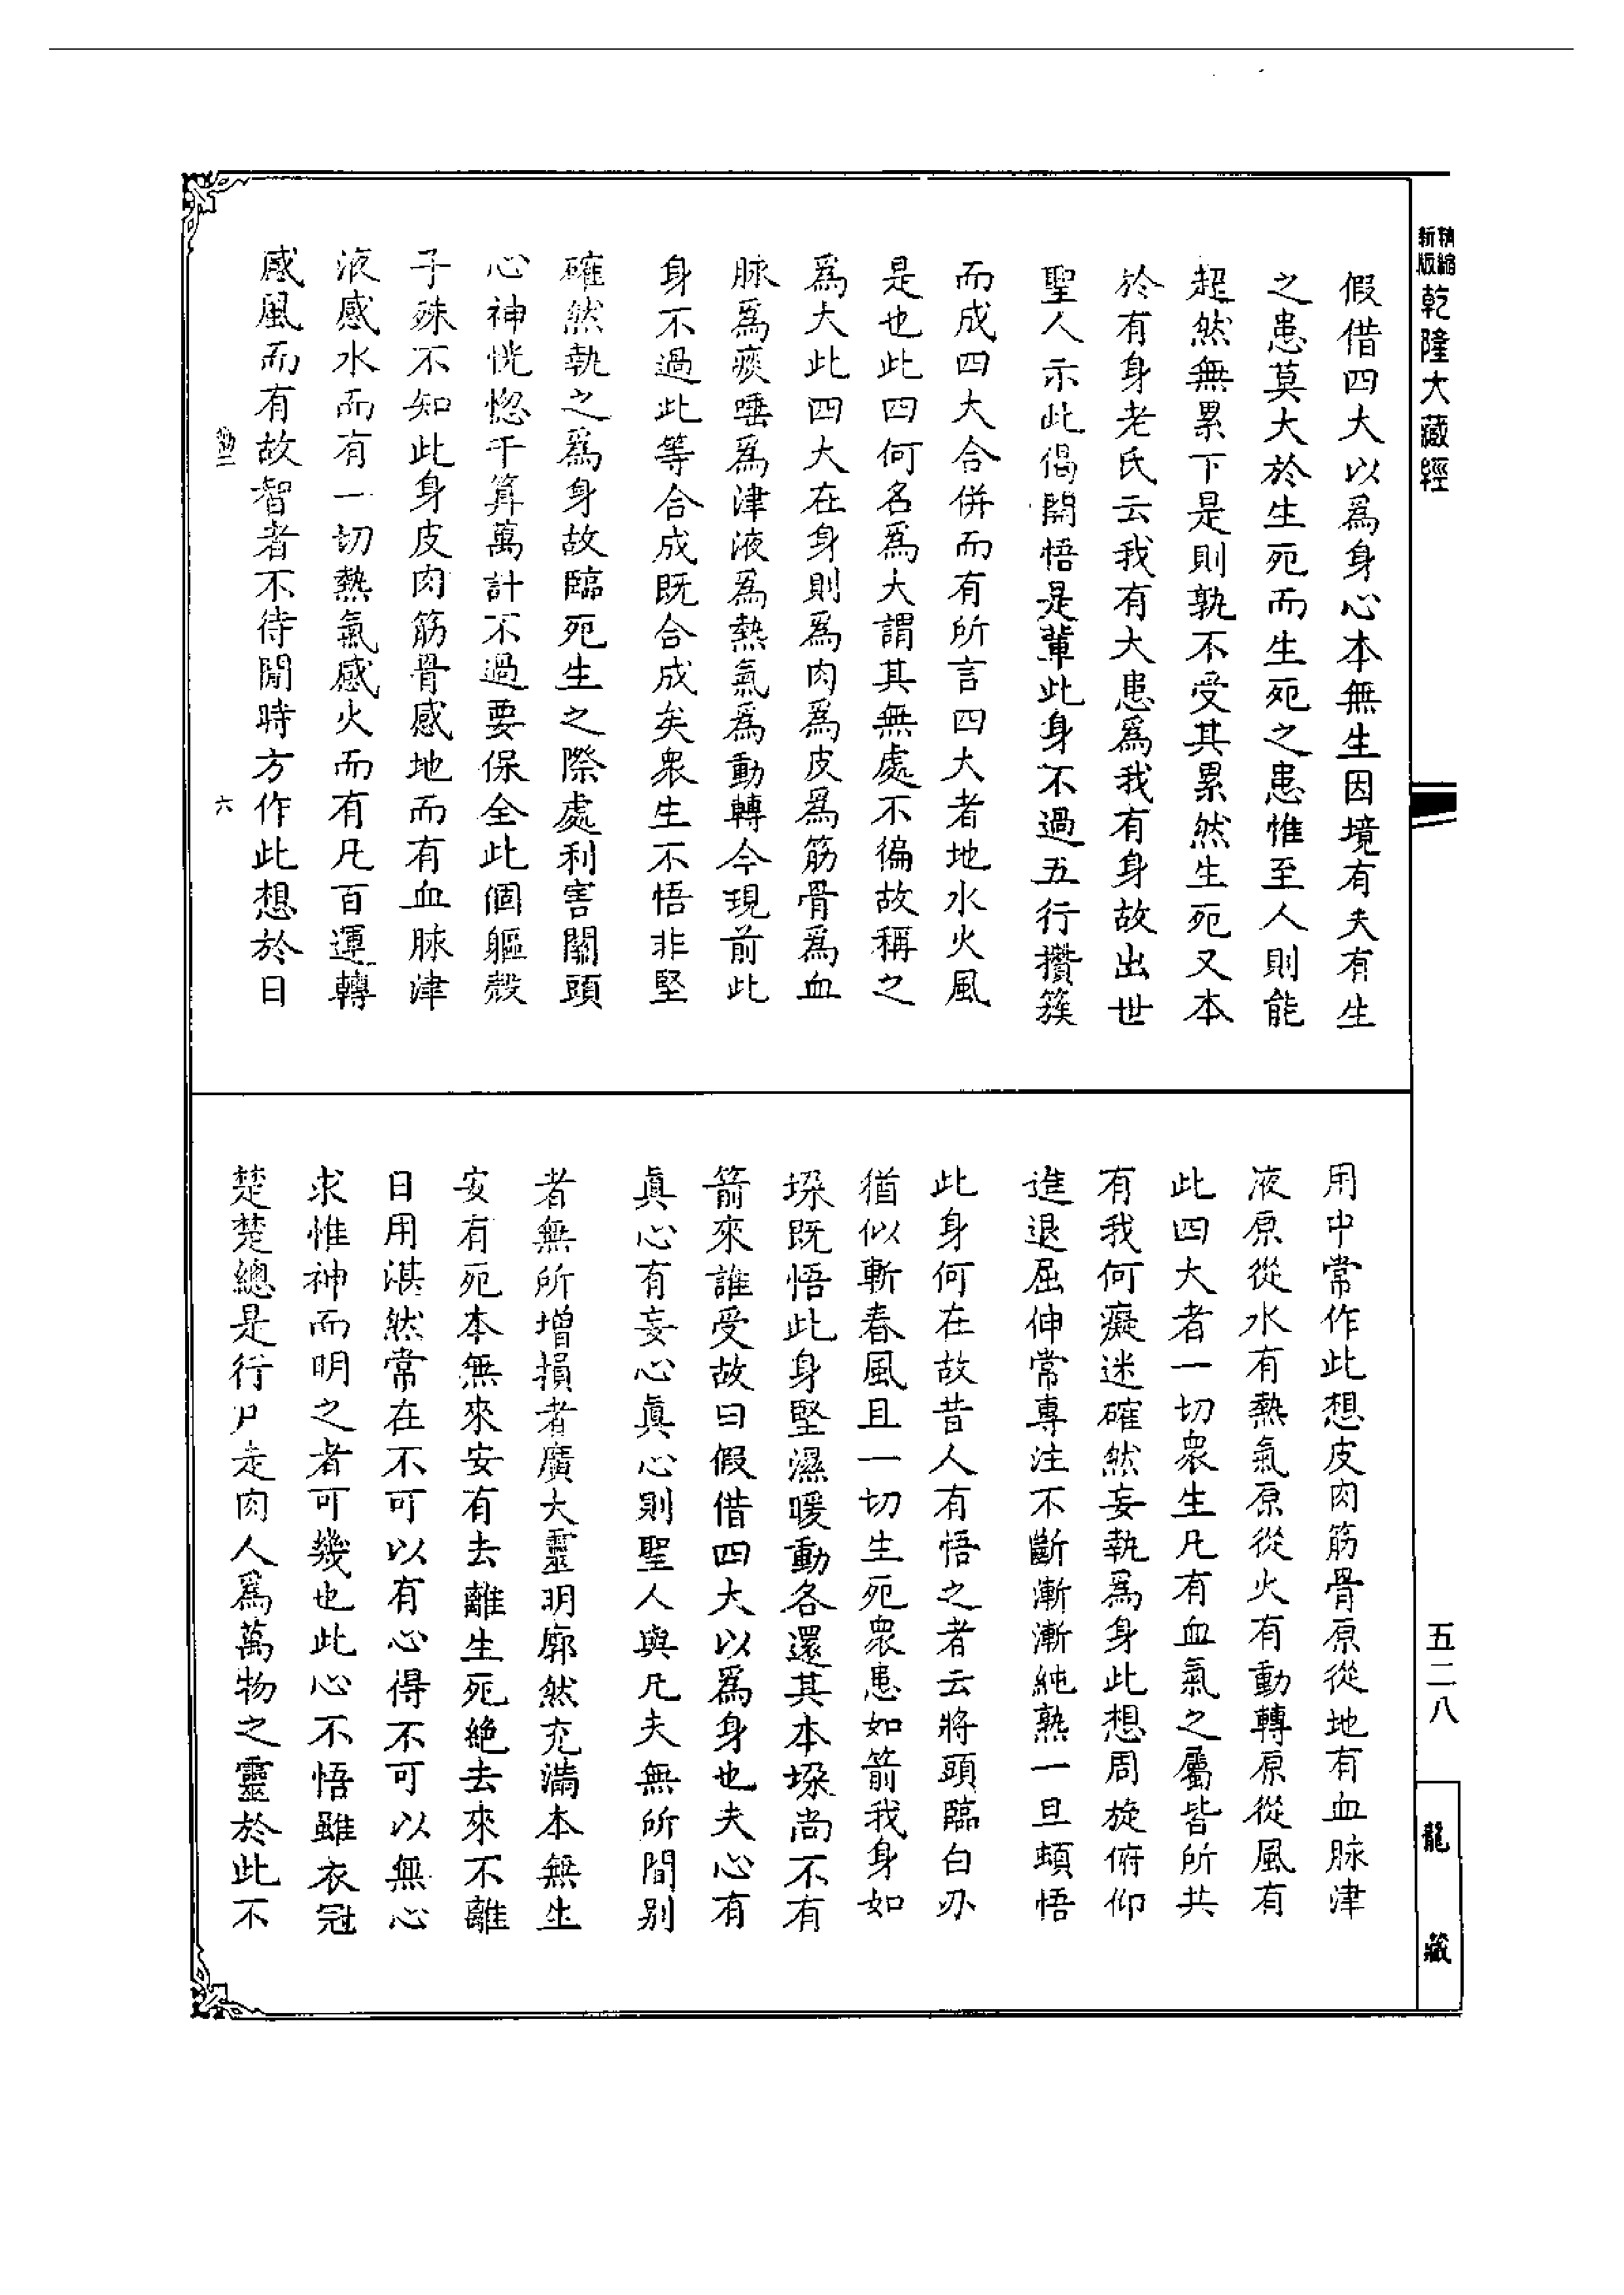 精縮新版乾隆大藏經
假借四大以爲身心本無生因境有夫有生
之患莫大於生死而生死之患惟至人則能
超然無累下是則孰不受其累然生死又本
於有身老氏云我有大患爲我有身故出世
聖人示此偈開悟是輩此身不過五行攢簇
而成四大合併而有所言四大者地水火風
是也此四何名爲大謂其無處不徧故稱之
爲大此四大在身則爲肉爲皮爲筋骨爲血
脉爲痰唾爲津液爲熱氣爲動轉今現前此
身不過此等合成既合成矣衆生不悟非堅
確然執之爲身故臨死生之際處利害關頭
心神恍惚千算萬計不過要保全此個軀殼
子殊不知此身皮肉筋骨感地而有血脉津
液感水而有一切熱氣感火而有凡百運轉
感風而有故智者不待閒時方作此想於日
六
用中常作此想皮肉筋骨原從地有血脉津
液原從水有熱氣原從火有動轉原從風有
此四大者一切衆生凡有血氣之屬皆所共
有我何癡迷確然妄執爲身此想周旋俯仰
進退屈伸常專注不斷漸漸純熟一旦頓悟
此身何在故昔人有悟之者云將頭臨白刃
猶似斬春風且一切生死衆患如箭我身如
垛既悟此身堅濕暖動各還其本垛尚不有
箭來誰受故曰假借四大以爲身也夫心有
眞心有妄心眞心則聖人與凡夫無所間別
者無所增損者廣大靈明廓然充滿本無生
安有死本無來安有去離生死絶去來不離
日用湛然常在不可以有心得不可以無心
求惟神而明之者可幾也此心不悟雖衣冠
楚楚總是行尸走肉人爲萬物之靈於此不
五二八
龍藏